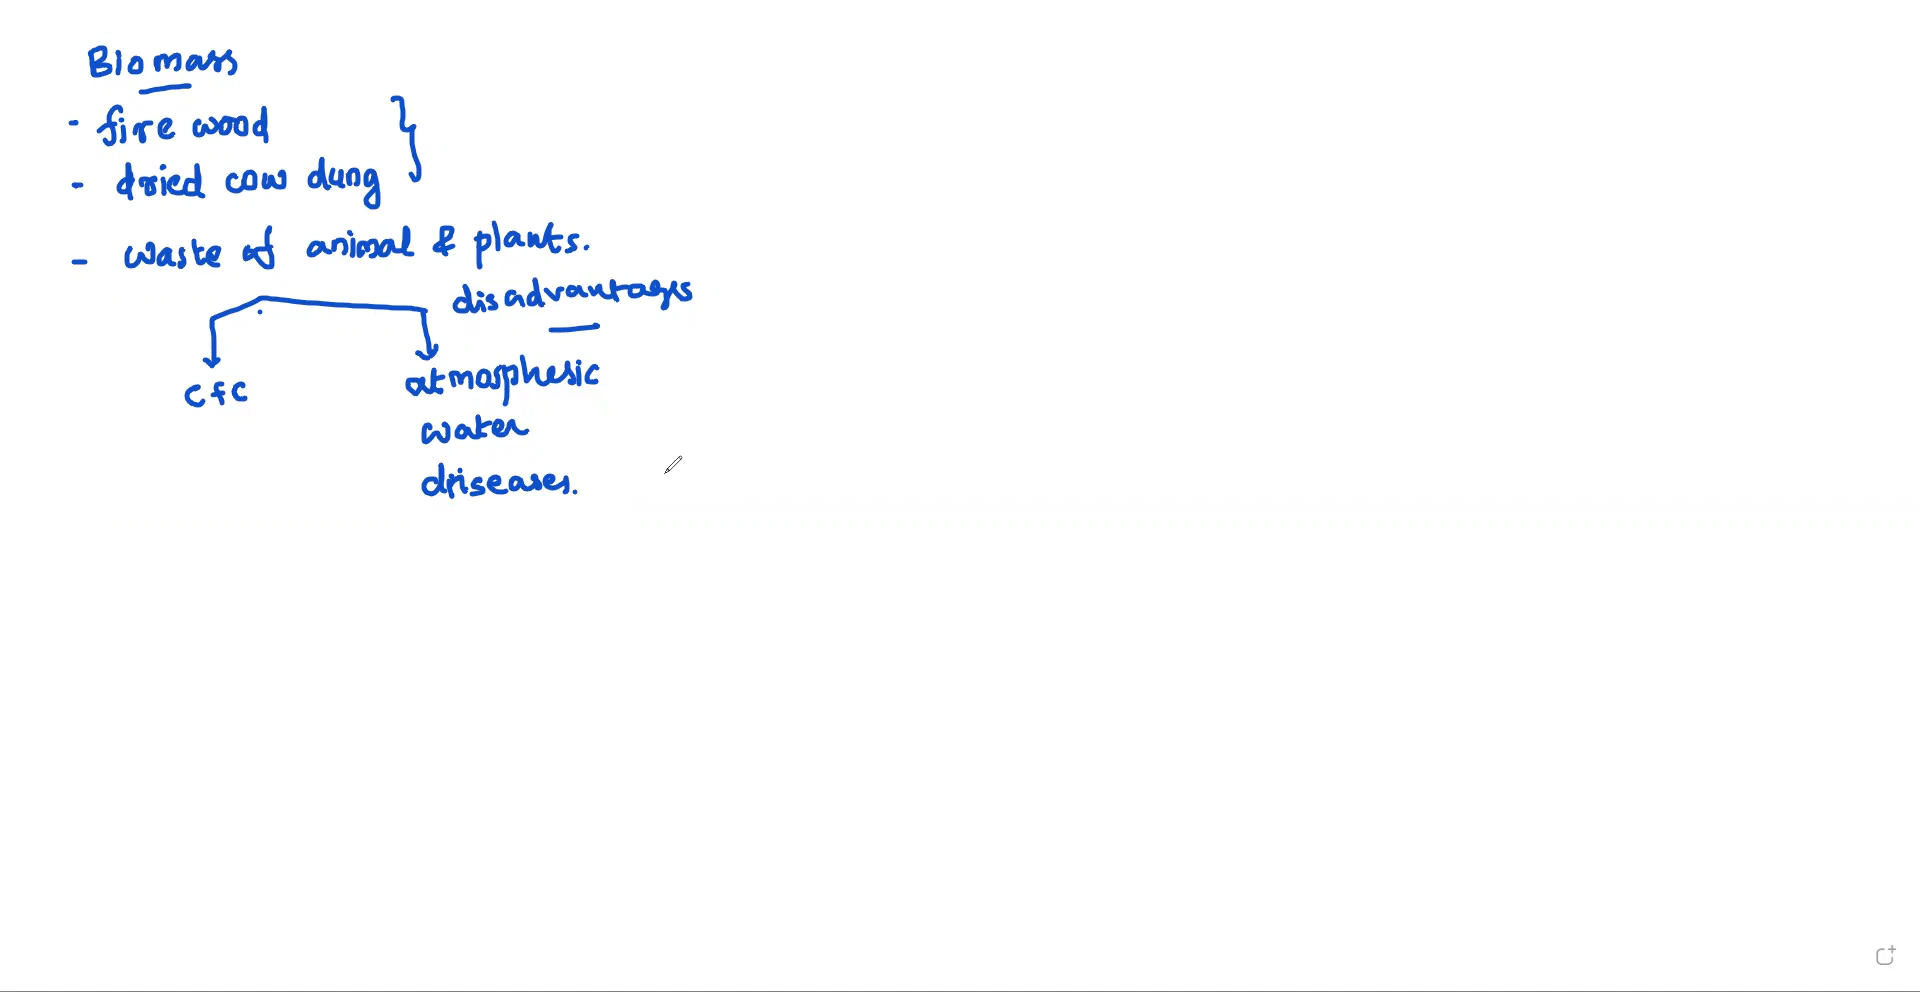 Biomass
- fire wood
- dried cow dung
- waste of animal & plants.
disadvantages
cfc
atmospheric
water
diseases.